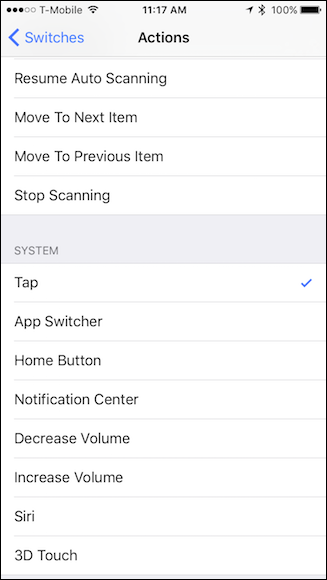 T-Mobile 11:17 AM 100%
Switches Actions
Resume Auto Scanning
Move To Next Item
Move To Previous Item
Stop Scanning
SYSTEM
Tap
App Switcher
Home Button
Notification Center
Decrease Volume
Increase Volume
Siri
3D Touch